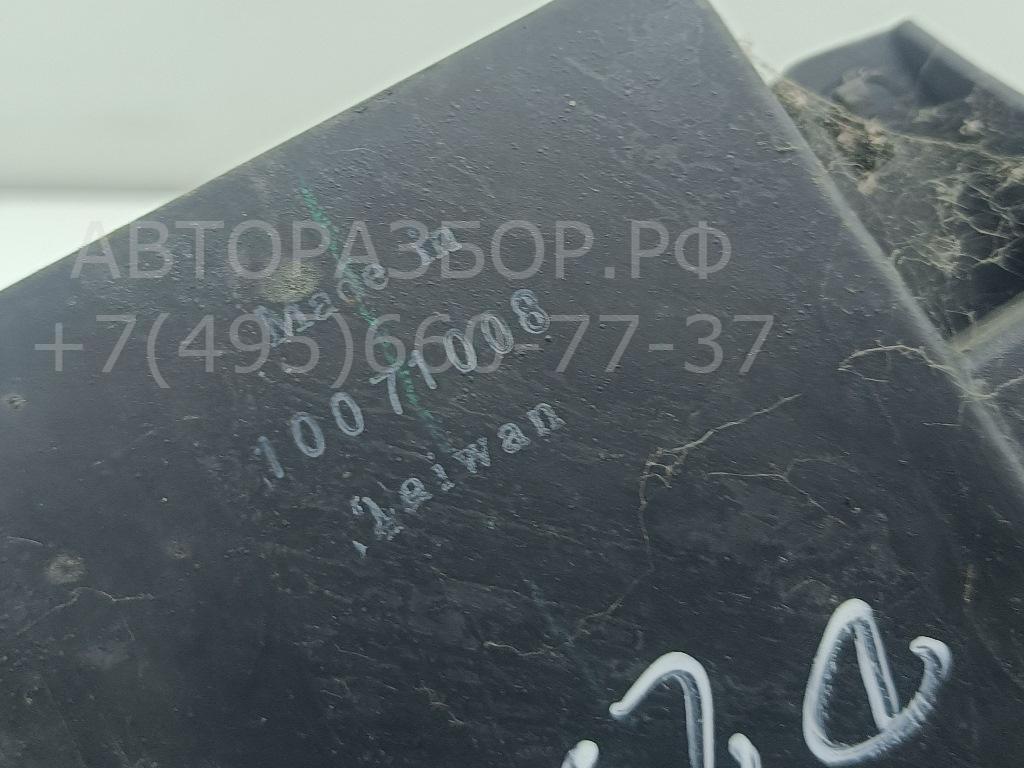 АВТОРАЗБОР.РФ
+7(495)660-77-37
Made in
10071008
Taiwan